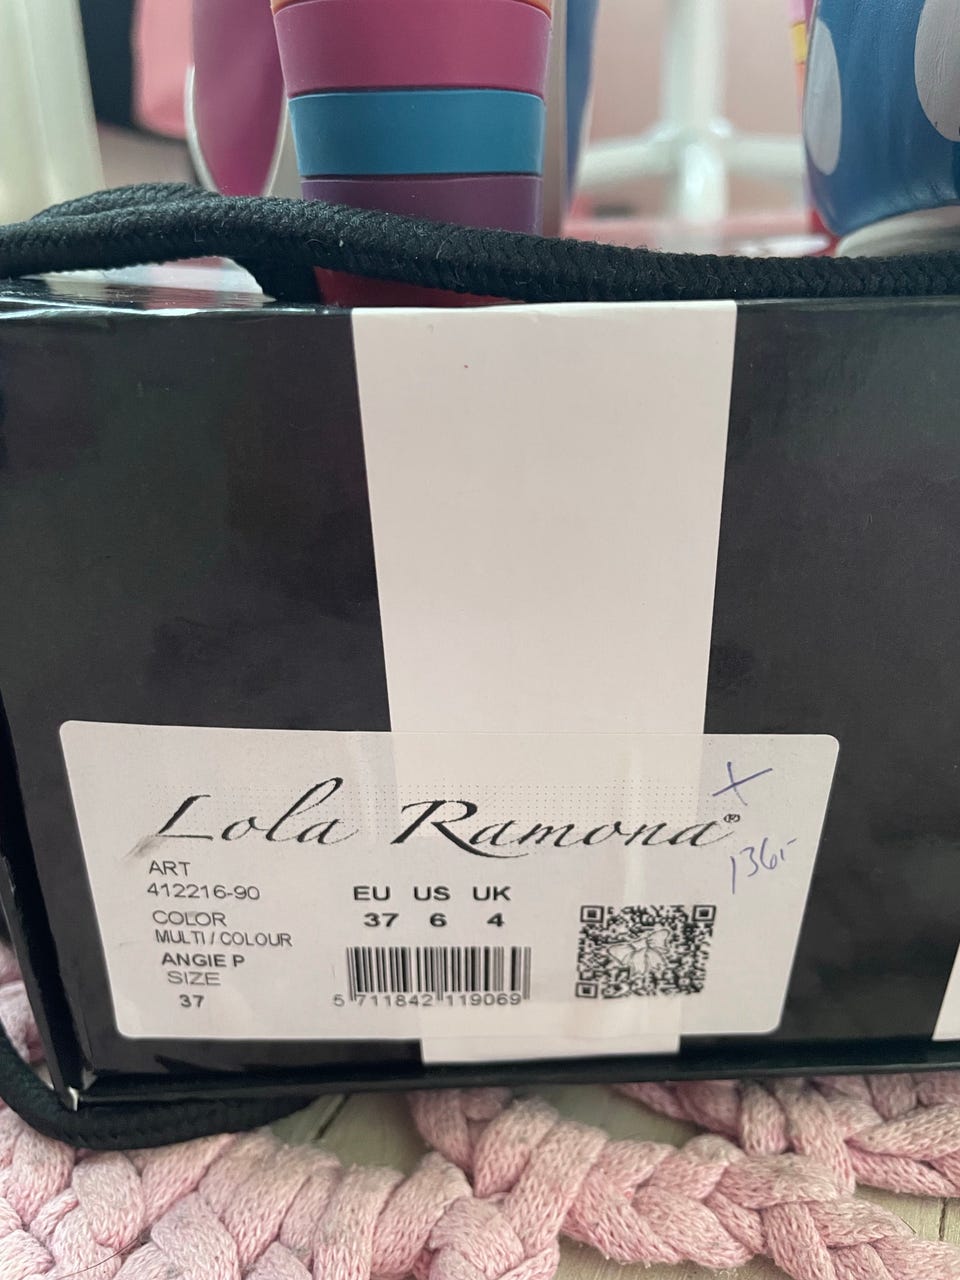 Lola Ramona®
+
136,-
ART
412216-90
COLOR
MULTI / COLOUR
ANGIE P
SIZE
37
EU US UK
37 6 4
5 711842 119069